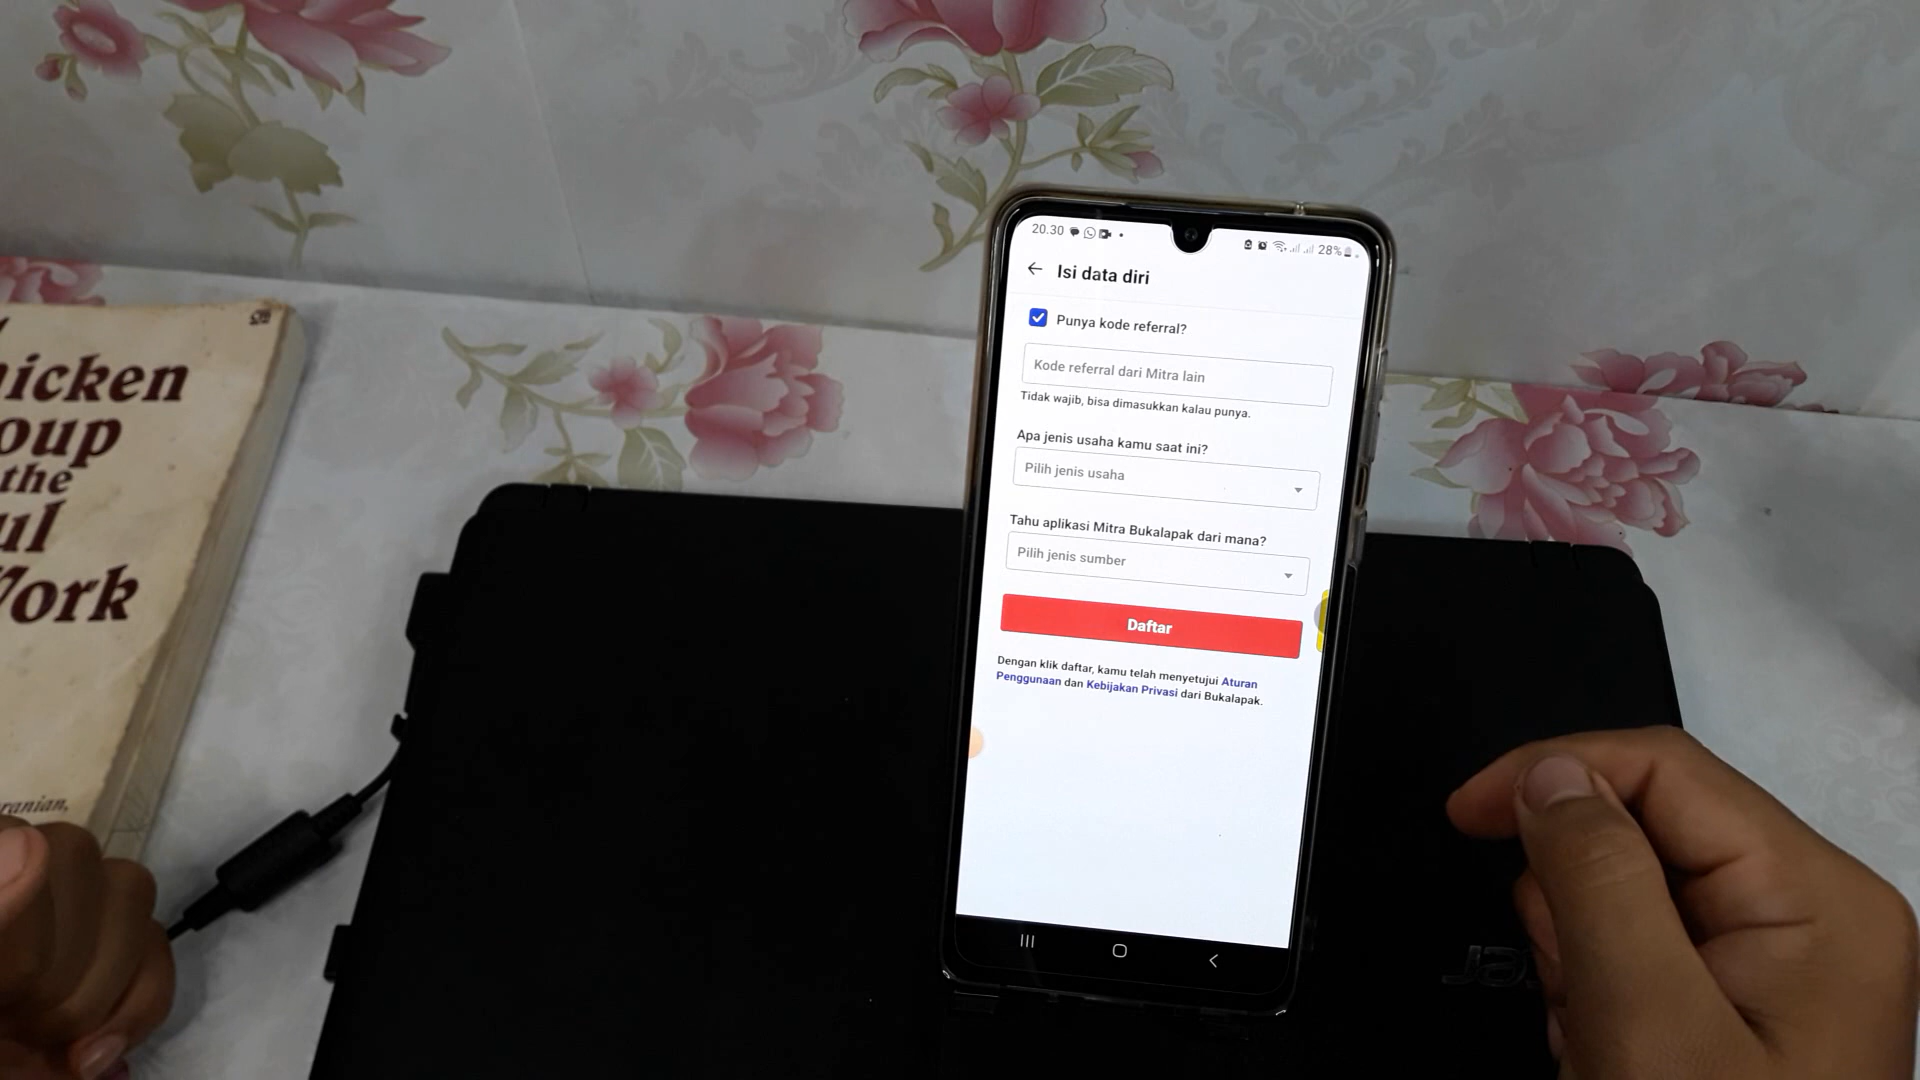 hicken
oup
the
ul
Work
ranian,
20.30
28%
Isi data diri
Punya kode referral?
Kode referral dari Mitra lain
Tidak wajib, bisa dimasukkan kalau punya.
Apa jenis usaha kamu saat ini?
Pilih jenis usaha
Tahu aplikasi Mitra Bukalapak dari mana?
Pilih jenis sumber
Daftar
Dengan klik daftar, kamu telah menyetujui Aturan
Penggunaan dan Kebijakan Privasi dari Bukalapak.